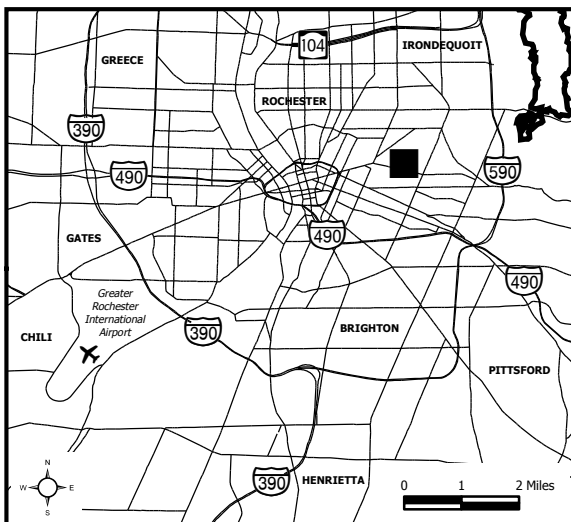 104
IRONDEQUOIT
GREECE
ROCHESTER
390
490
590
GATES
490
490
Greater
Rochester
International
Airport
CHILI
390
BRIGHTON
PITTSFORD
N
W
E
S
390
HENRIETTA
0 1 2 Miles